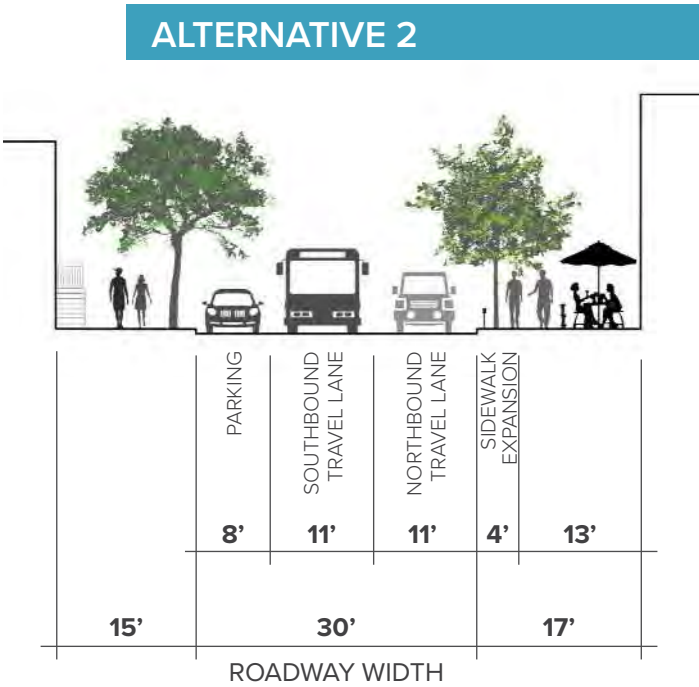 ALTERNATIVE 2
PARKING
SOUTHBOUND
TRAVEL LANE
NORTHBOUND
TRAVEL LANE
SIDEWALK
EXPANSION
8’ 11’ 11’ 4’ 13’
15’ 30’ 17’
ROADWAY WIDTH